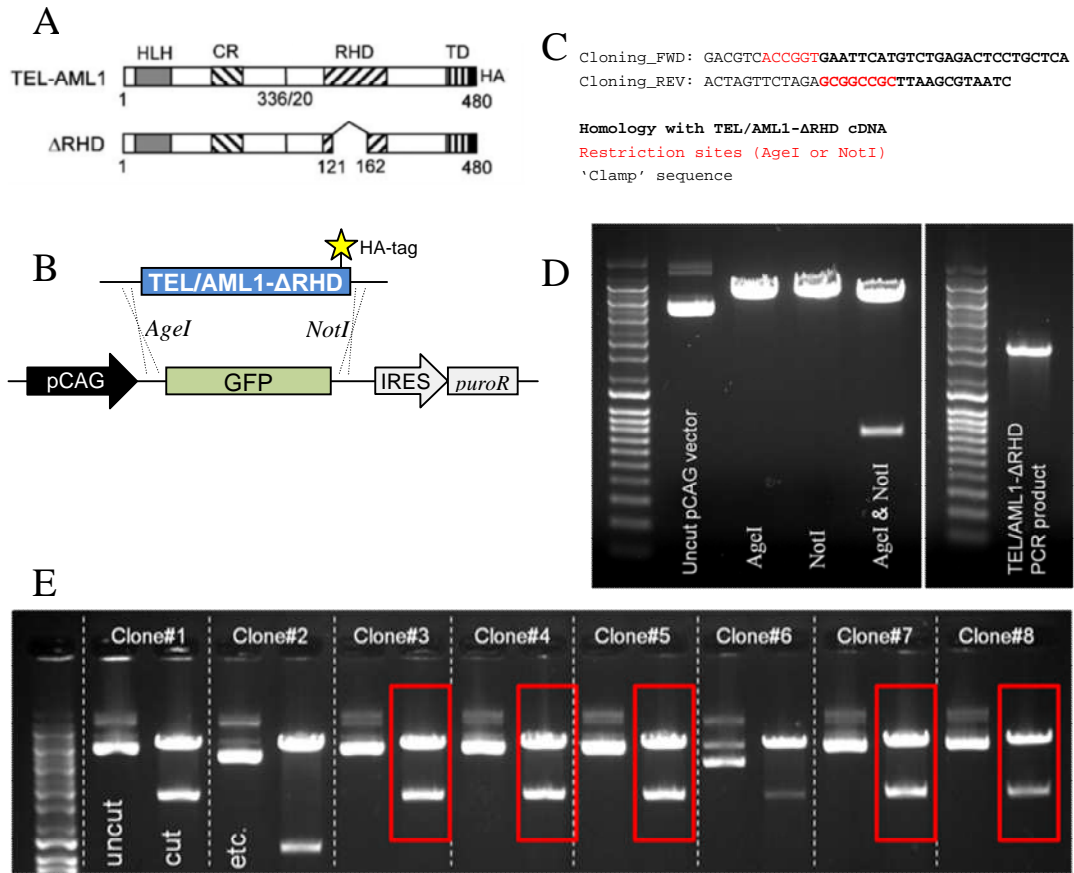 A
HLH CR RHD TD
TEL-AML1 HA
1 336/20 480
ΔRHD
1 121 162 480
B
HA-tag
TEL/AML1-ΔRHD
AgeI NotI
pCAG GFP IRES puroR
C
Cloning_FWD: GACGTCACCGGTGAATTCATGTCTGAGACTCCTGCTCA
Cloning_REV: ACTAGTTCTAGAGCGGCCGCTTAAGCGTAATC
Homology with TEL/AML1-ΔRHD cDNA
Restriction sites (AgeI or NotI)
‘Clamp’ sequence
D
Uncut pCAG vector
AgeI
NotI
AgeI & NotI
TEL/AML1-ΔRHD
PCR product
E
Clone#1 Clone#2 Clone#3 Clone#4 Clone#5 Clone#6 Clone#7 Clone#8
uncut
cut
etc.